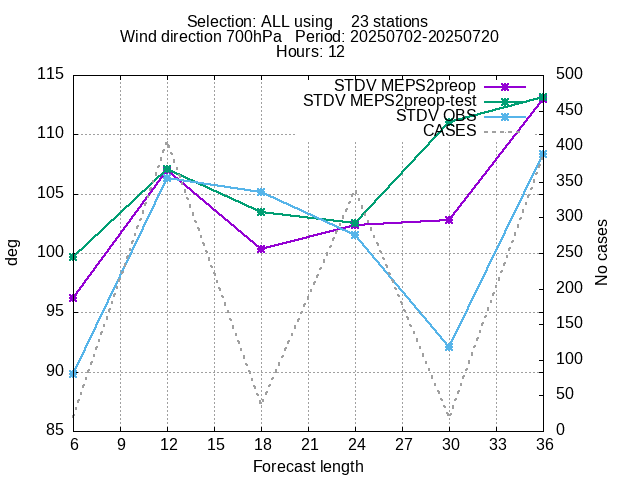 Selection: ALL using    23 stations
Wind direction 700hPa   Period: 20250702-20250720
Hours: 12
STDV MEPS2preop
STDV MEPS2preop-test
STDV OBS
CASES
115
110
105
100
95
90
85
500
450
400
350
300
250
200
150
100
50
0
deg
No cases
6 9 12 15 18 21 24 27 30 33 36
Forecast length